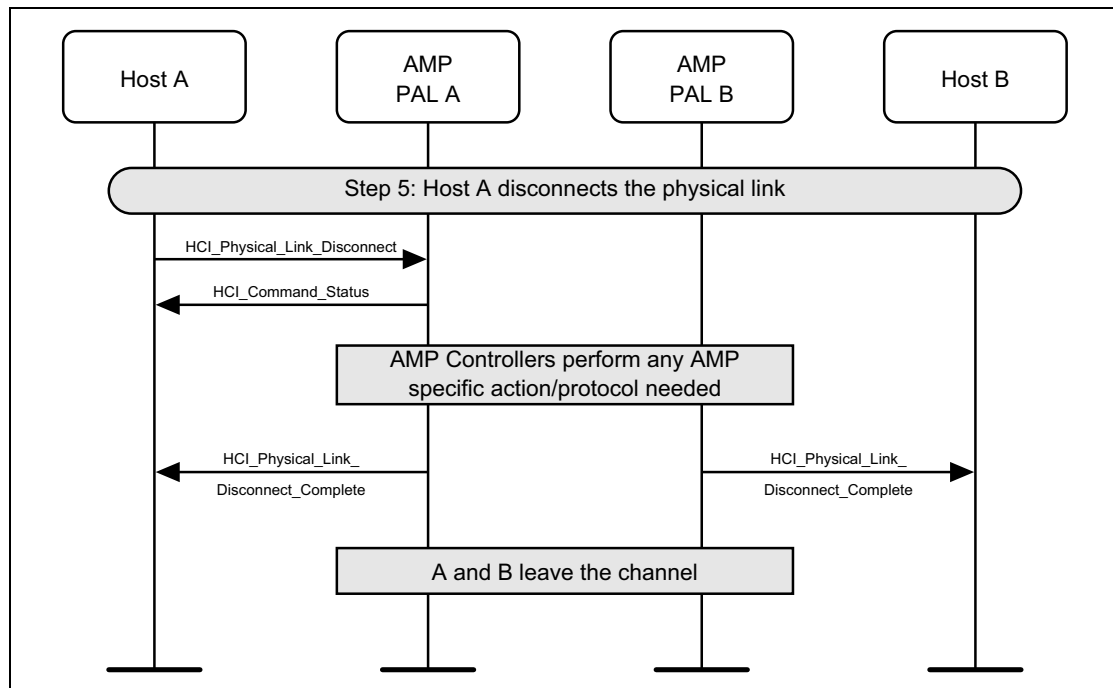 Host A
AMP
PAL A
AMP
PAL B
Host B
Step 5: Host A disconnects the physical link
HCI_Physical_Link_Disconnect
HCI_Command_Status
AMP Controllers perform any AMP
specific action/protocol needed
HCI_Physical_Link_
Disconnect_Complete
HCI_Physical_Link_
Disconnect_Complete
A and B leave the channel